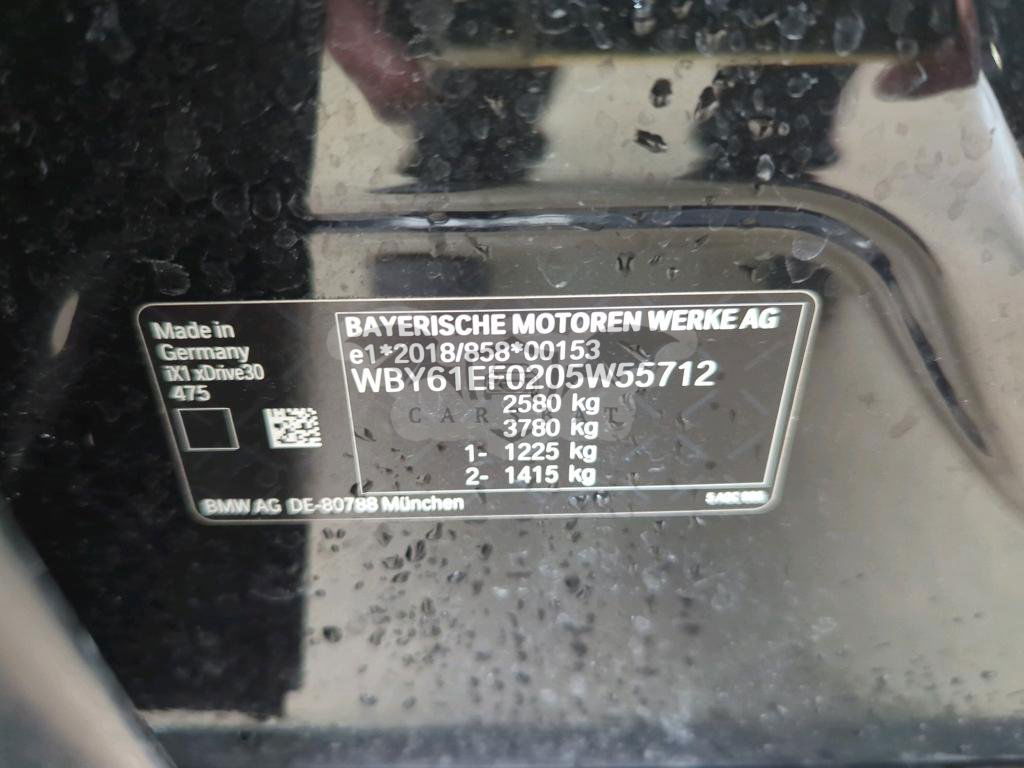 Made in
Germany
iX1 xDrive30
475
BAYERISCHE MOTOREN WERKE AG
e1*2018/858*00153
WBY61EF0205W55712
2580 kg
3780 kg
1- 1225 kg
2- 1415 kg
BMW AG DE-80788 München